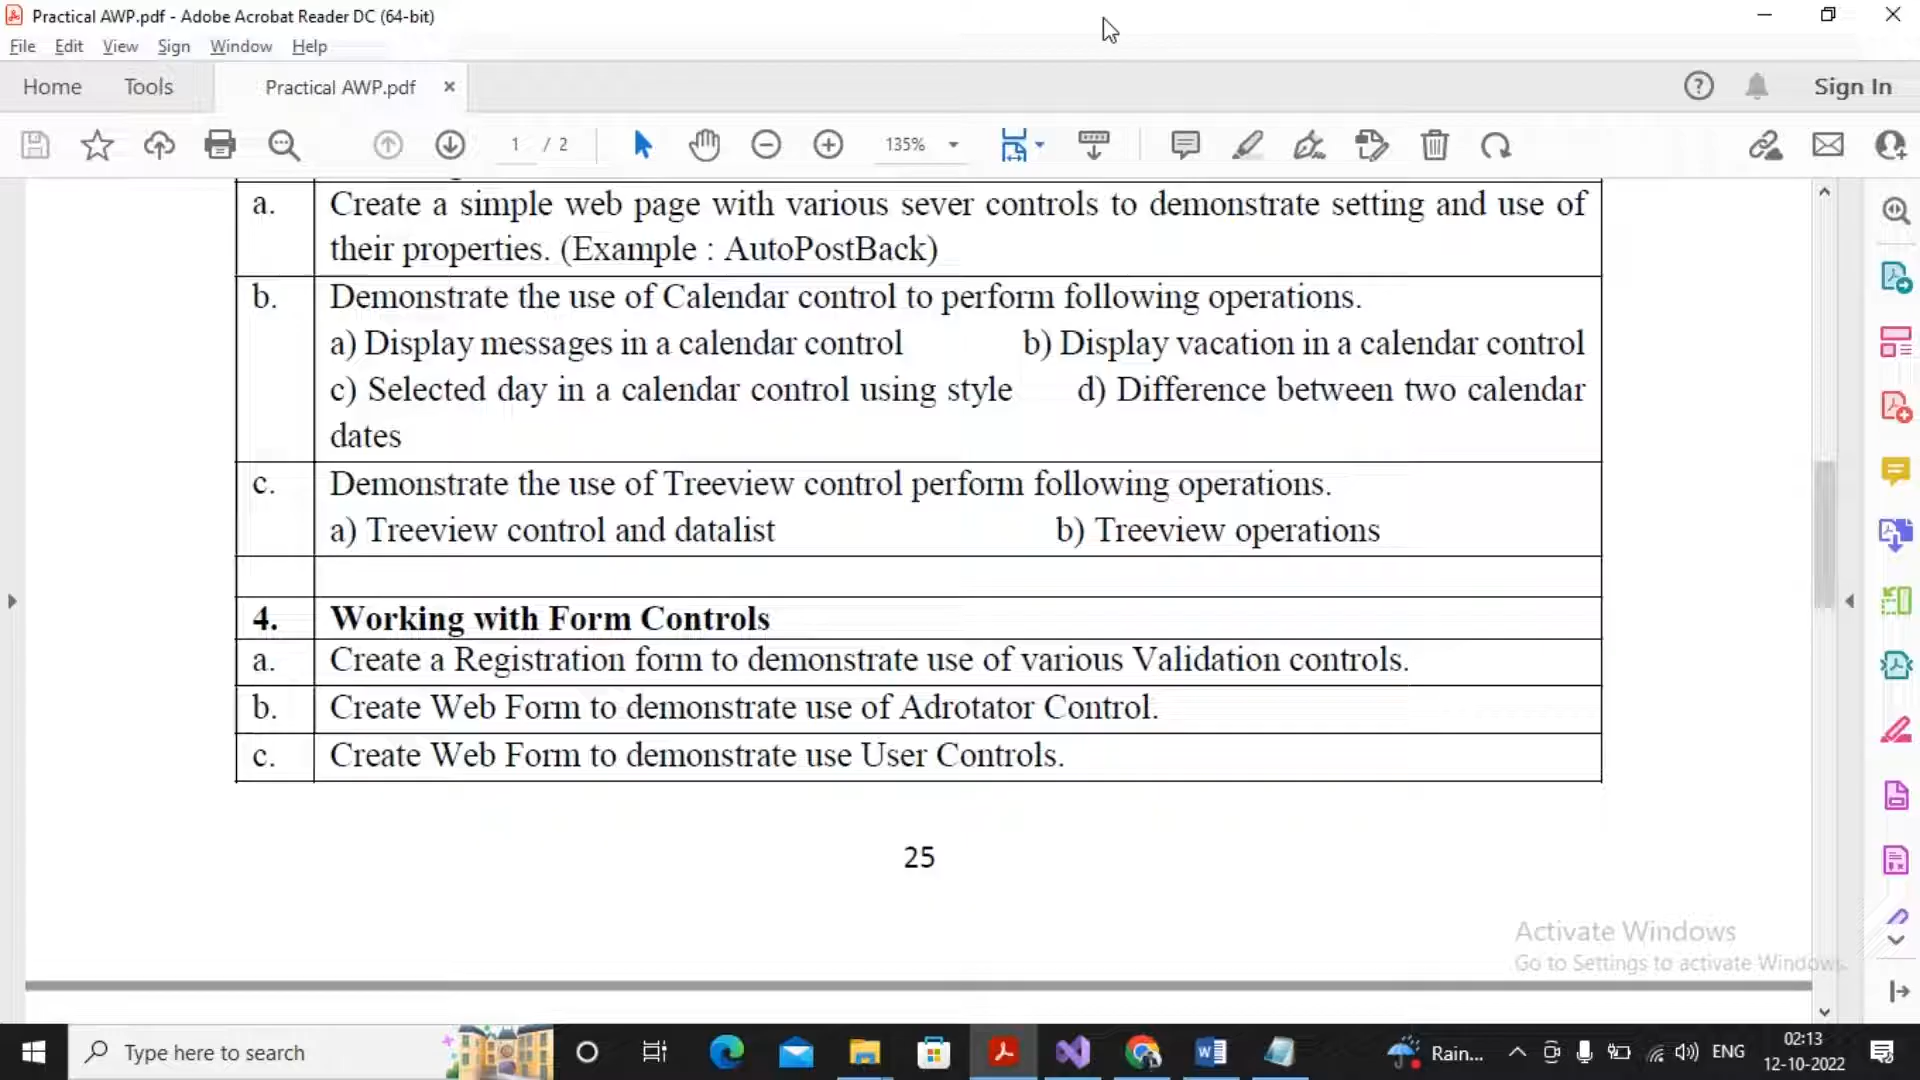 Practical AWP.pdf - Adobe Acrobat Reader DC (64-bit)
File Edit View Sign Window Help
Home Tools Practical AWP.pdf × Sign In
1 / 2 135%
a. Create a simple web page with various sever controls to demonstrate setting and use of
their properties. (Example : AutoPostBack)
b. Demonstrate the use of Calendar control to perform following operations.
a) Display messages in a calendar control b) Display vacation in a calendar control
c) Selected day in a calendar control using style d) Difference between two calendar
dates
c. Demonstrate the use of Treeview control perform following operations.
a) Treeview control and datalist b) Treeview operations
4. Working with Form Controls
a. Create a Registration form to demonstrate use of various Validation controls.
b. Create Web Form to demonstrate use of Adrotator Control.
c. Create Web Form to demonstrate use User Controls.
25
Activate Windows
Go to Settings to activate Windows.
Type here to search
Rain... ENG
02:13
12-10-2022